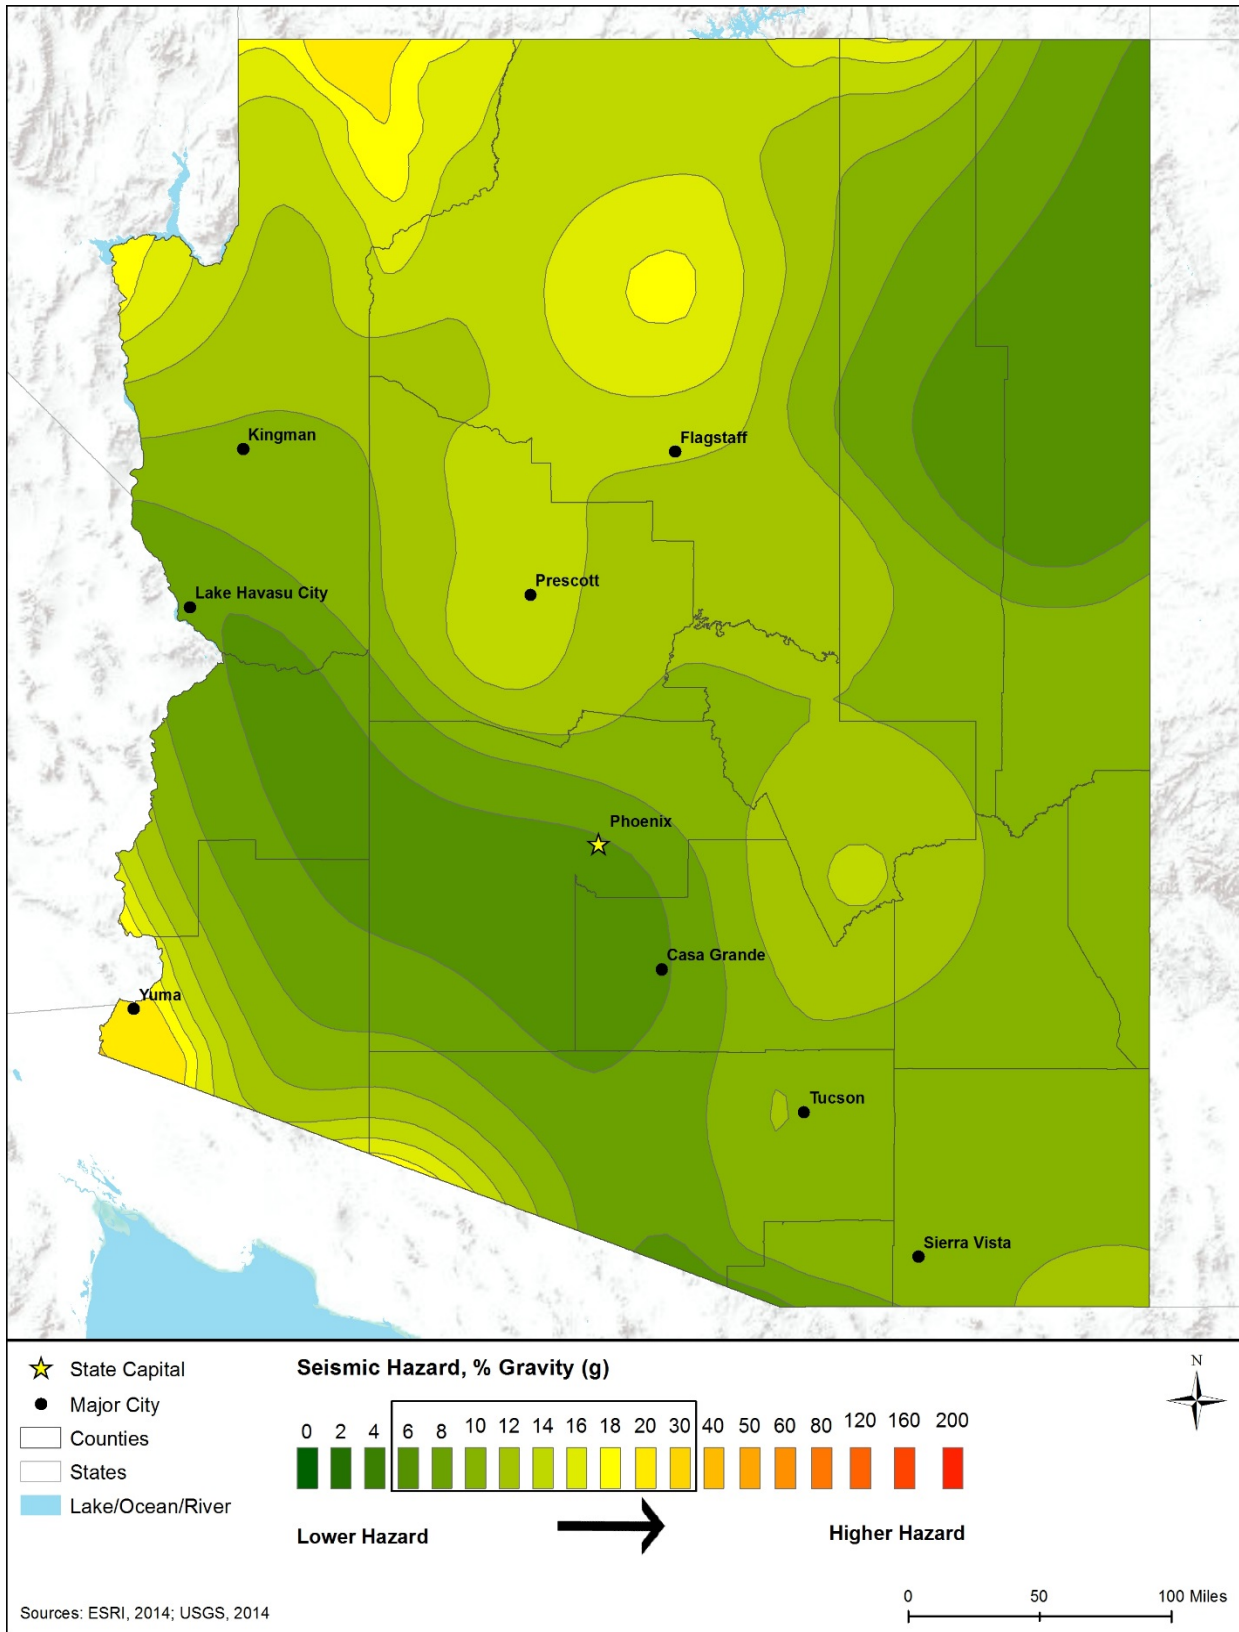 Kingman
Flagstaff
Prescott
Lake Havasu City
Phoenix
Casa Grande
Yuma
Tucson
Sierra Vista
State Capital
Major City
Counties
States
Lake/Ocean/River
Seismic Hazard, % Gravity (g)
0 2 4 6 8 10 12 14 16 18 20 30 40 50 60 80 120 160 200
Lower Hazard
Higher Hazard
N
Sources: ESRI, 2014; USGS, 2014
0 50 100 Miles